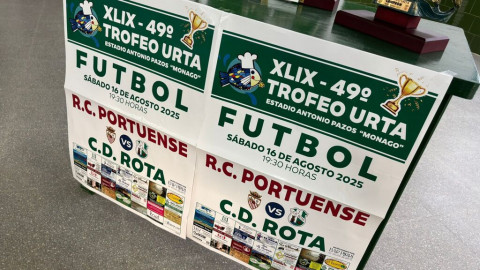 XLIX - 49º
TROFEO URTA
ESTADIO ANTONIO PAZOS "MONAGO"
FUTBOL
SÁBADO 16 DE AGOSTO 2025
19:30 HORAS
R.C. PORTUENSE
VS
C.D. ROTA
XLIX - 49º
TROFEO URTA
ESTADIO ANTONIO PAZOS "MONAGO"
FUTBOL
SÁBADO 16 DE AGOSTO 2025
19:30 HORAS
R.C. PORTUENSE
VS
C.D. ROTA